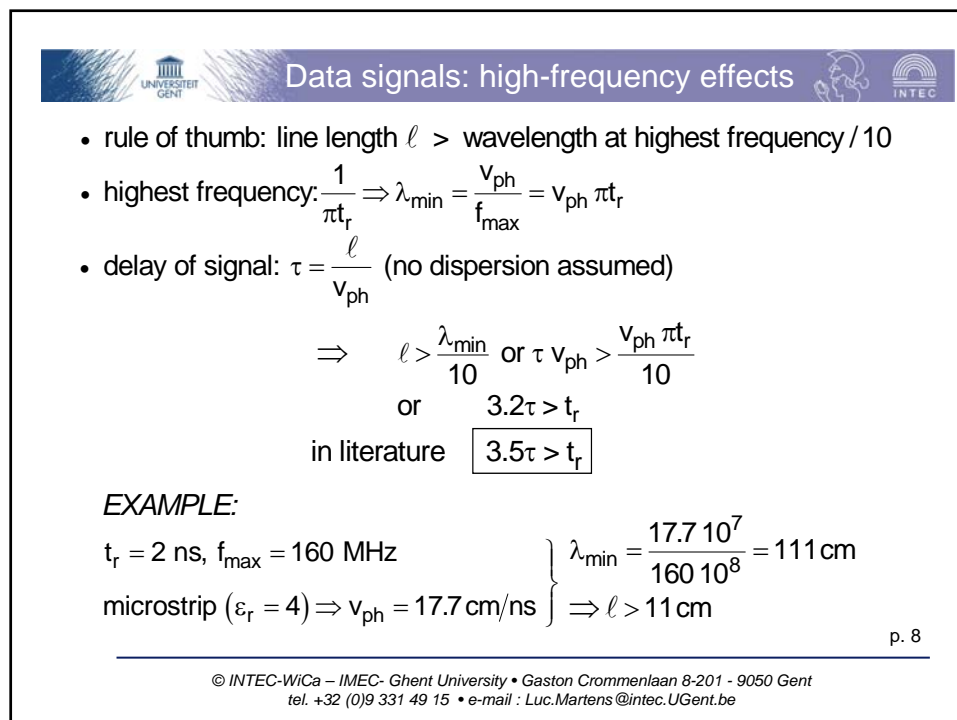 UNIVERSITEIT
GENT
Data signals: high-frequency effects
INTEC
• rule of thumb: line length ℓ > wavelength at highest frequency / 10
• highest frequency: 1/(πt_r) ⇒ λ_min = v_ph/f_max = v_ph πt_r
• delay of signal: τ = ℓ/v_ph (no dispersion assumed)
⇒ ℓ > λ_min/10 or τ v_ph > v_ph πt_r/10
or 3.2τ > t_r
in literature 3.5τ > t_r
EXAMPLE:
t_r = 2 ns, f_max = 160 MHz
microstrip (ε_r = 4) ⇒ v_ph = 17.7 cm/ns
} λ_min = 17.7 10^7/160 10^8 = 111 cm
⇒ ℓ > 11 cm
p. 8
© INTEC-WiCa – IMEC- Ghent University • Gaston Crommenlaan 8-201 - 9050 Gent
tel. +32 (0)9 331 49 15 • e-mail : Luc.Martens@intec.UGent.be